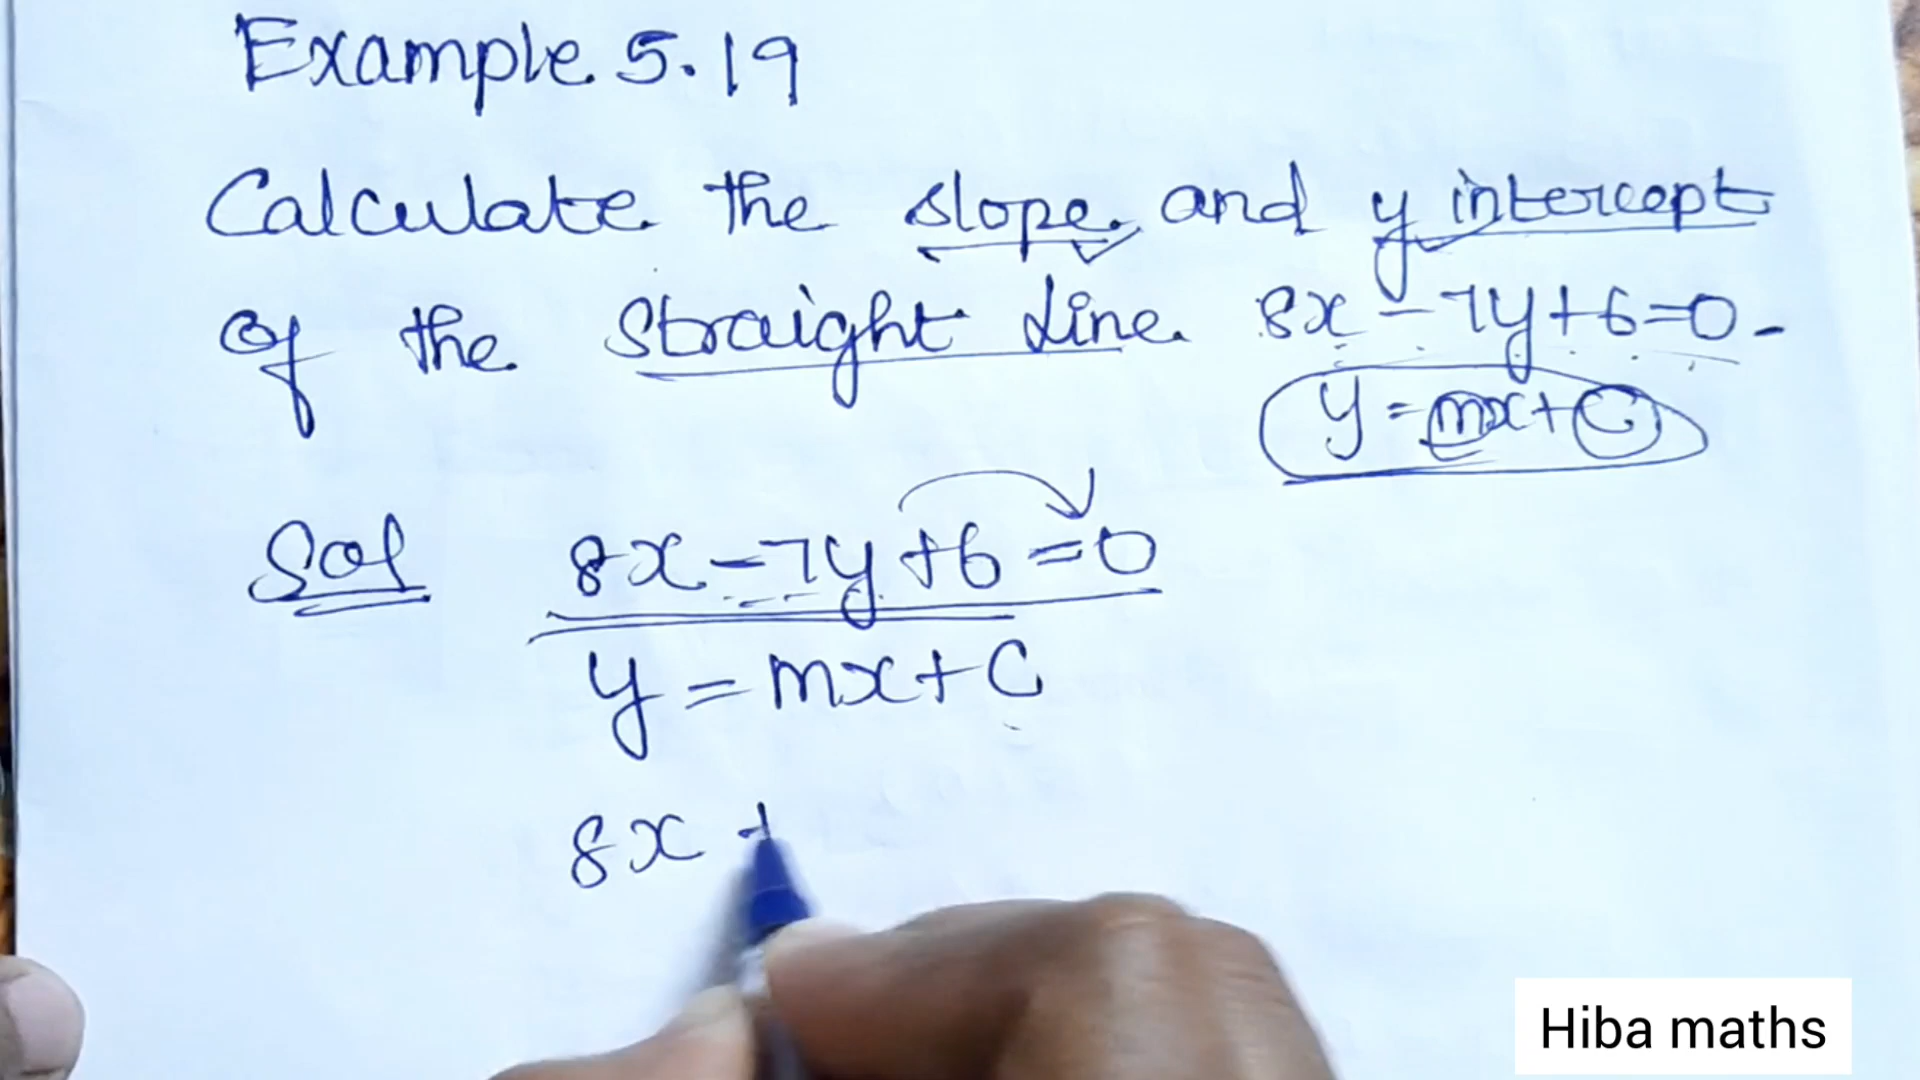 Example 5.19
Calculate the slope and y intercept
of the straight line 8x - 7y + 6 = 0.
y = mx + c
Sol 8x - 7y + 6 = 0
y = mx + c
8x +
Hiba maths